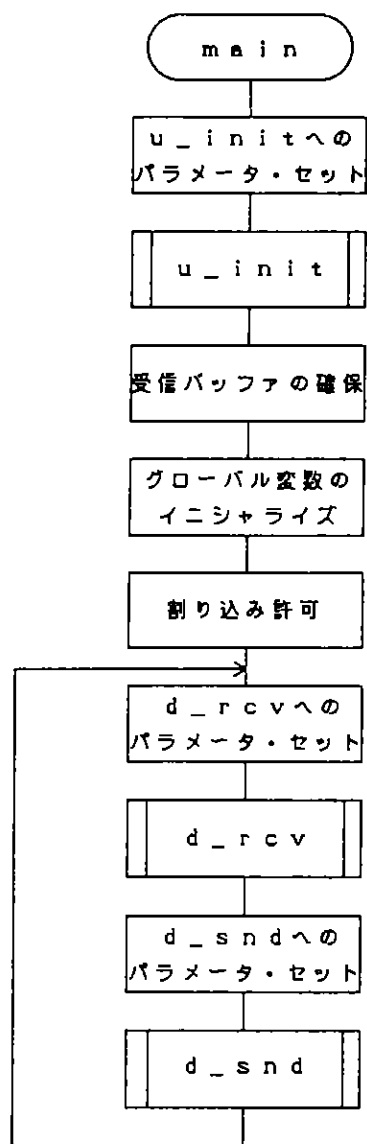 main
u_initへの
パラメータ・セット
u_init
受信バッファの確保
グローバル変数の
イニシャライズ
割り込み許可
d_rcvへの
パラメータ・セット
d_rcv
d_sndへの
パラメータ・セット
d_snd